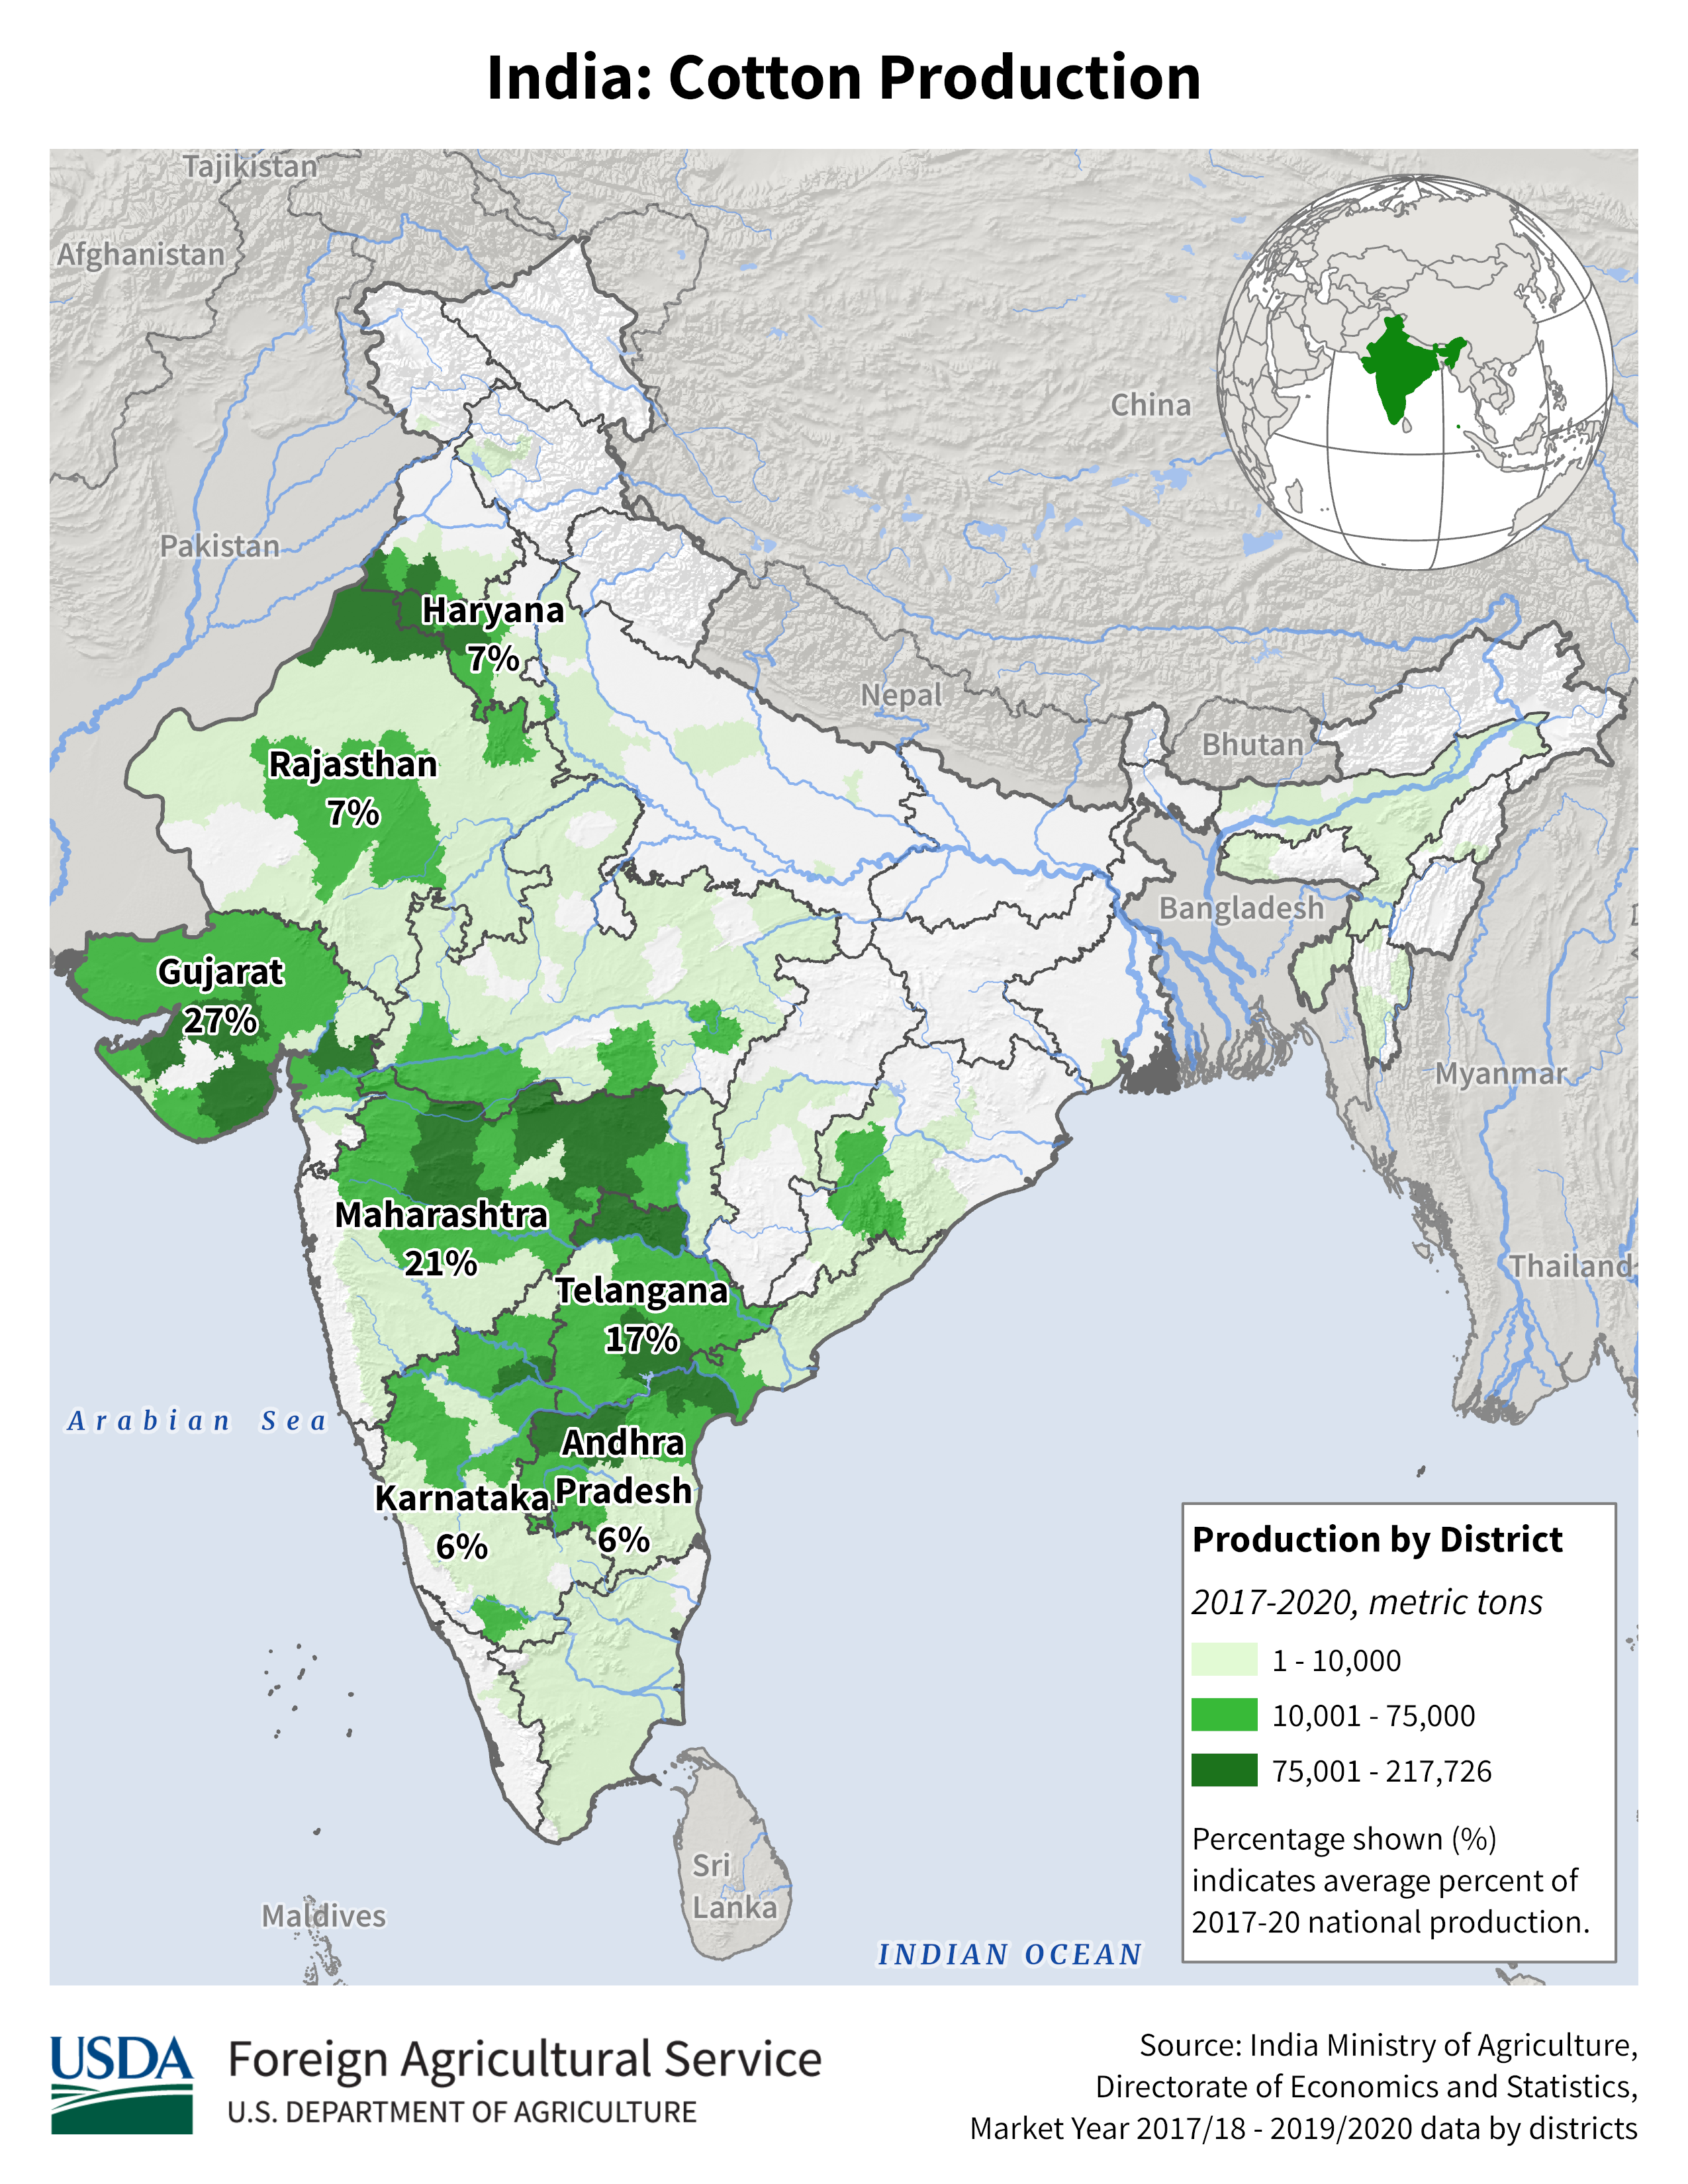 India: Cotton Production
Tajikistan
Afghanistan
China
Pakistan
Haryana
7%
Nepal
Bhutan
Rajasthan
7%
Bangladesh
Gujarat
27%
Myanmar
Maharashtra
21%
Thailand
Telangana
17%
Arabian Sea
Andhra
Pradesh
6%
Karnataka
6%
Production by District
2017-2020, metric tons
1 - 10,000
10,001 - 75,000
75,001 - 217,726
Percentage shown (%)
indicates average percent of
2017-20 national production.
Sri
Lanka
Maldives
INDIAN OCEAN
USDA
Foreign Agricultural Service
U.S. DEPARTMENT OF AGRICULTURE
Source: India Ministry of Agriculture,
Directorate of Economics and Statistics,
Market Year 2017/18 - 2019/2020 data by districts